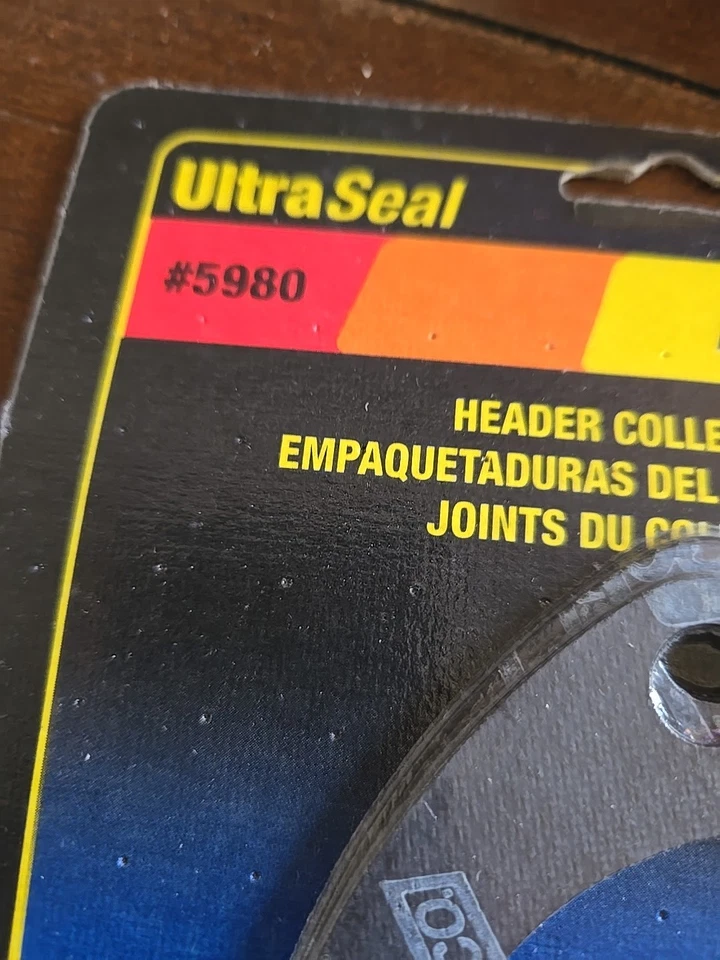 UltraSeal
#5980
HEADER COLLE
EMPAQUETADURAS DEL
JOINTS DU